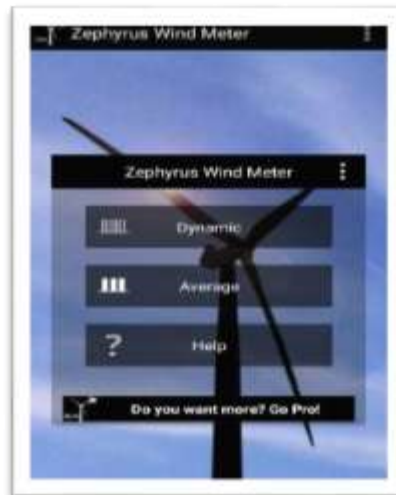 Zephyrus Wind Meter
Zephyrus Wind Meter
Dynamic
Average
? Help
Do you want more? Go Pro!